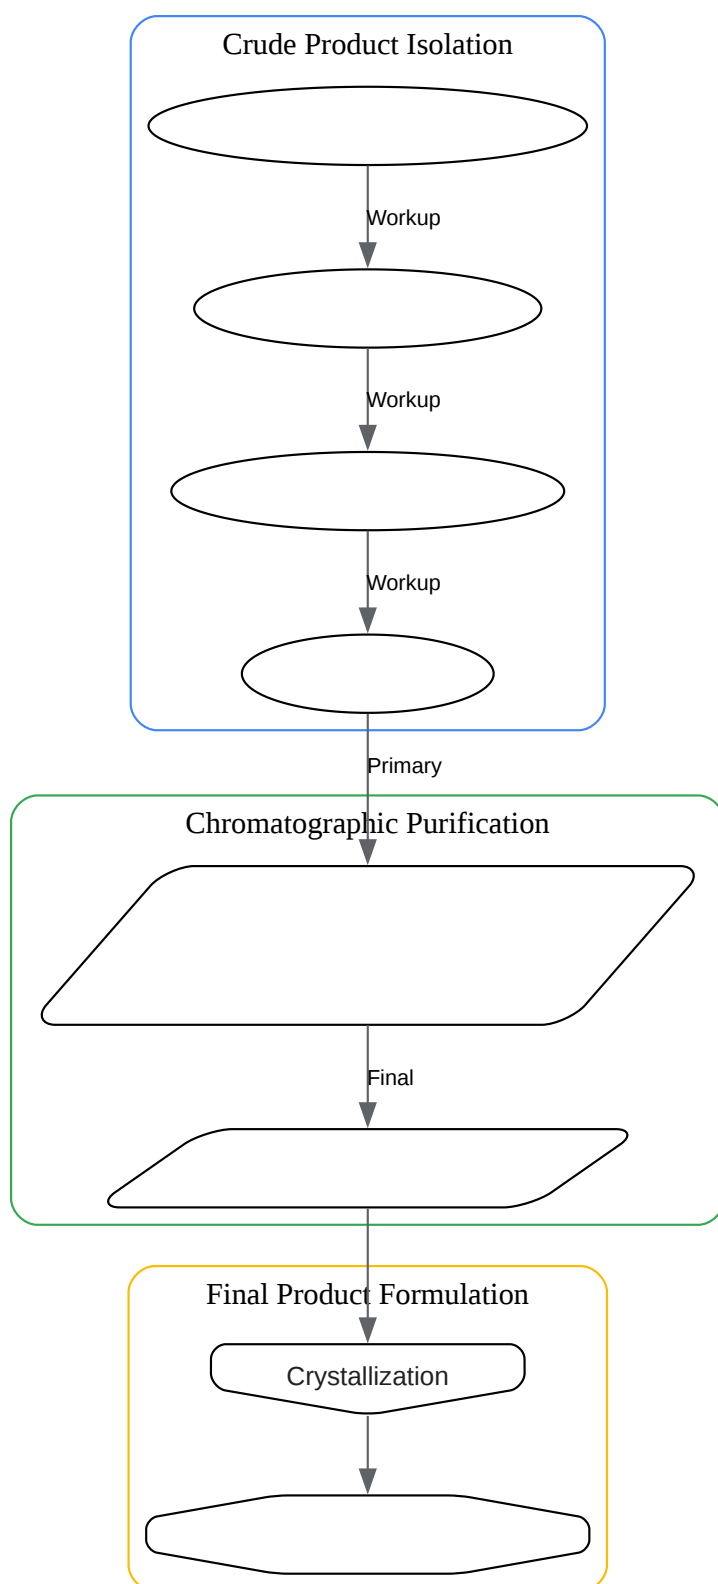 Crude Product Isolation
Workup
Workup
Workup
Primary
Chromatographic Purification
Final
Final Product Formulation
Crystallization